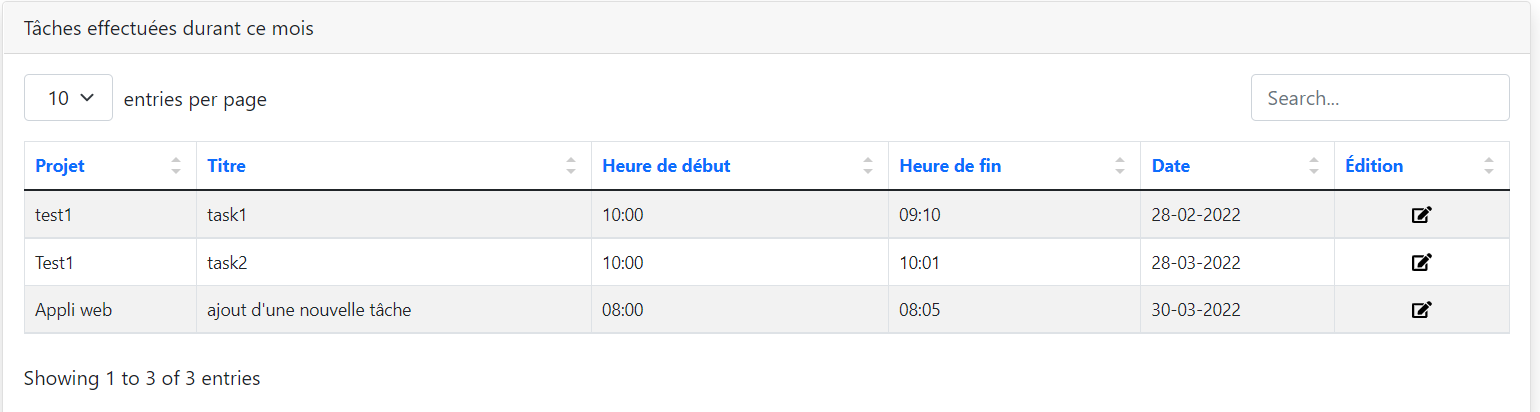 Tâches effectuées durant ce mois
10 entries per page Search...
Projet Titre Heure de début Heure de fin Date Édition
test1 task1 10:00 09:10 28-02-2022
Test1 task2 10:00 10:01 28-03-2022
Appli web ajout d'une nouvelle tâche 08:00 08:05 30-03-2022
Showing 1 to 3 of 3 entries